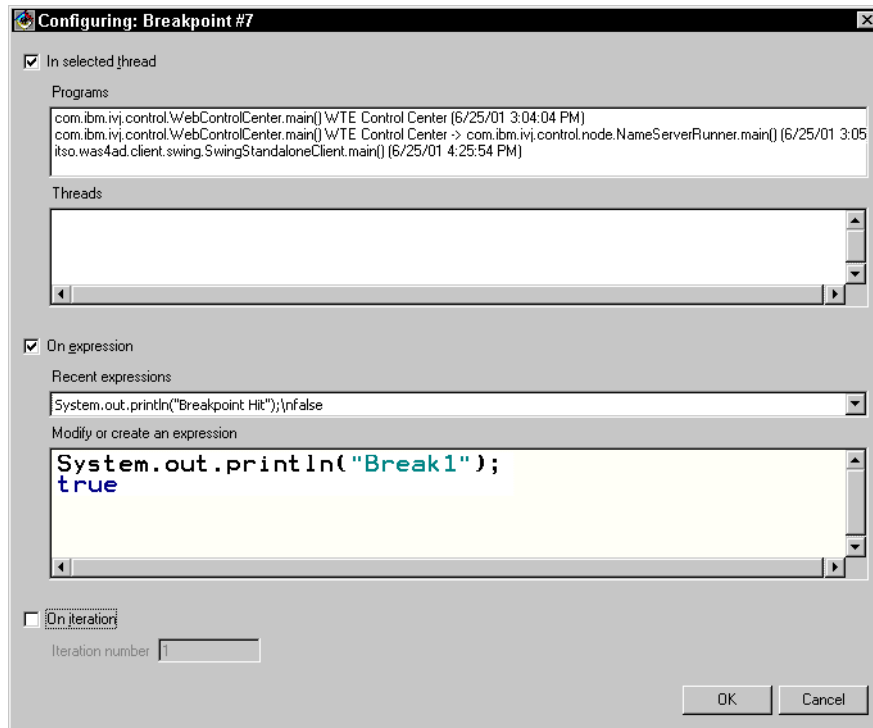 Configuring: Breakpoint #7
In selected thread
Programs
com.ibm.ivj.control.WebControlCenter.main() WTE Control Center (6/25/01 3:04:04 PM)
com.ibm.ivj.control.WebControlCenter.main() WTE Control Center -> com.ibm.ivj.control.node.NameServerRunner.main() (6/25/01 3:05
itso.was4ad.client.swing.SwingStandaloneClient.main() (6/25/01 4:25:54 PM)
Threads
On expression
Recent expressions
System.out.println("Breakpoint Hit");\nfalse
Modify or create an expression
System.out.println("Break1");
true
On iteration
Iteration number 1
OK Cancel